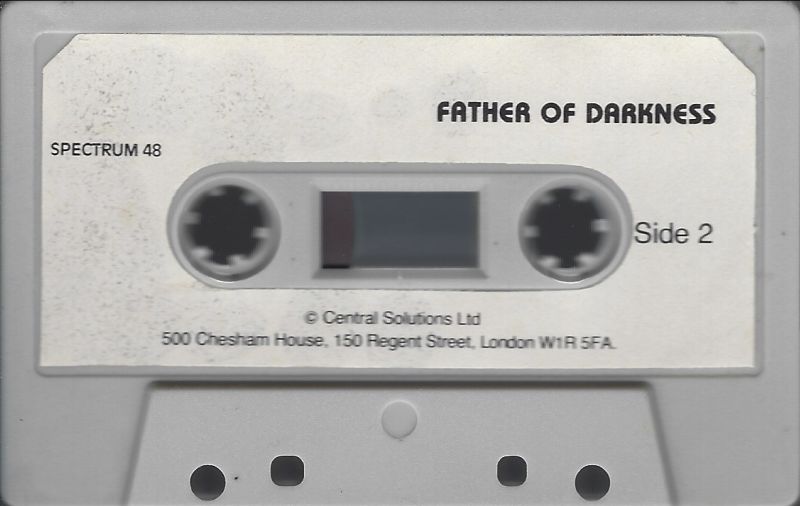 FATHER OF DARKNESS
SPECTRUM 48
Side 2
© Central Solutions Ltd
500 Chesham House, 150 Regent Street, London W1R 5FA.